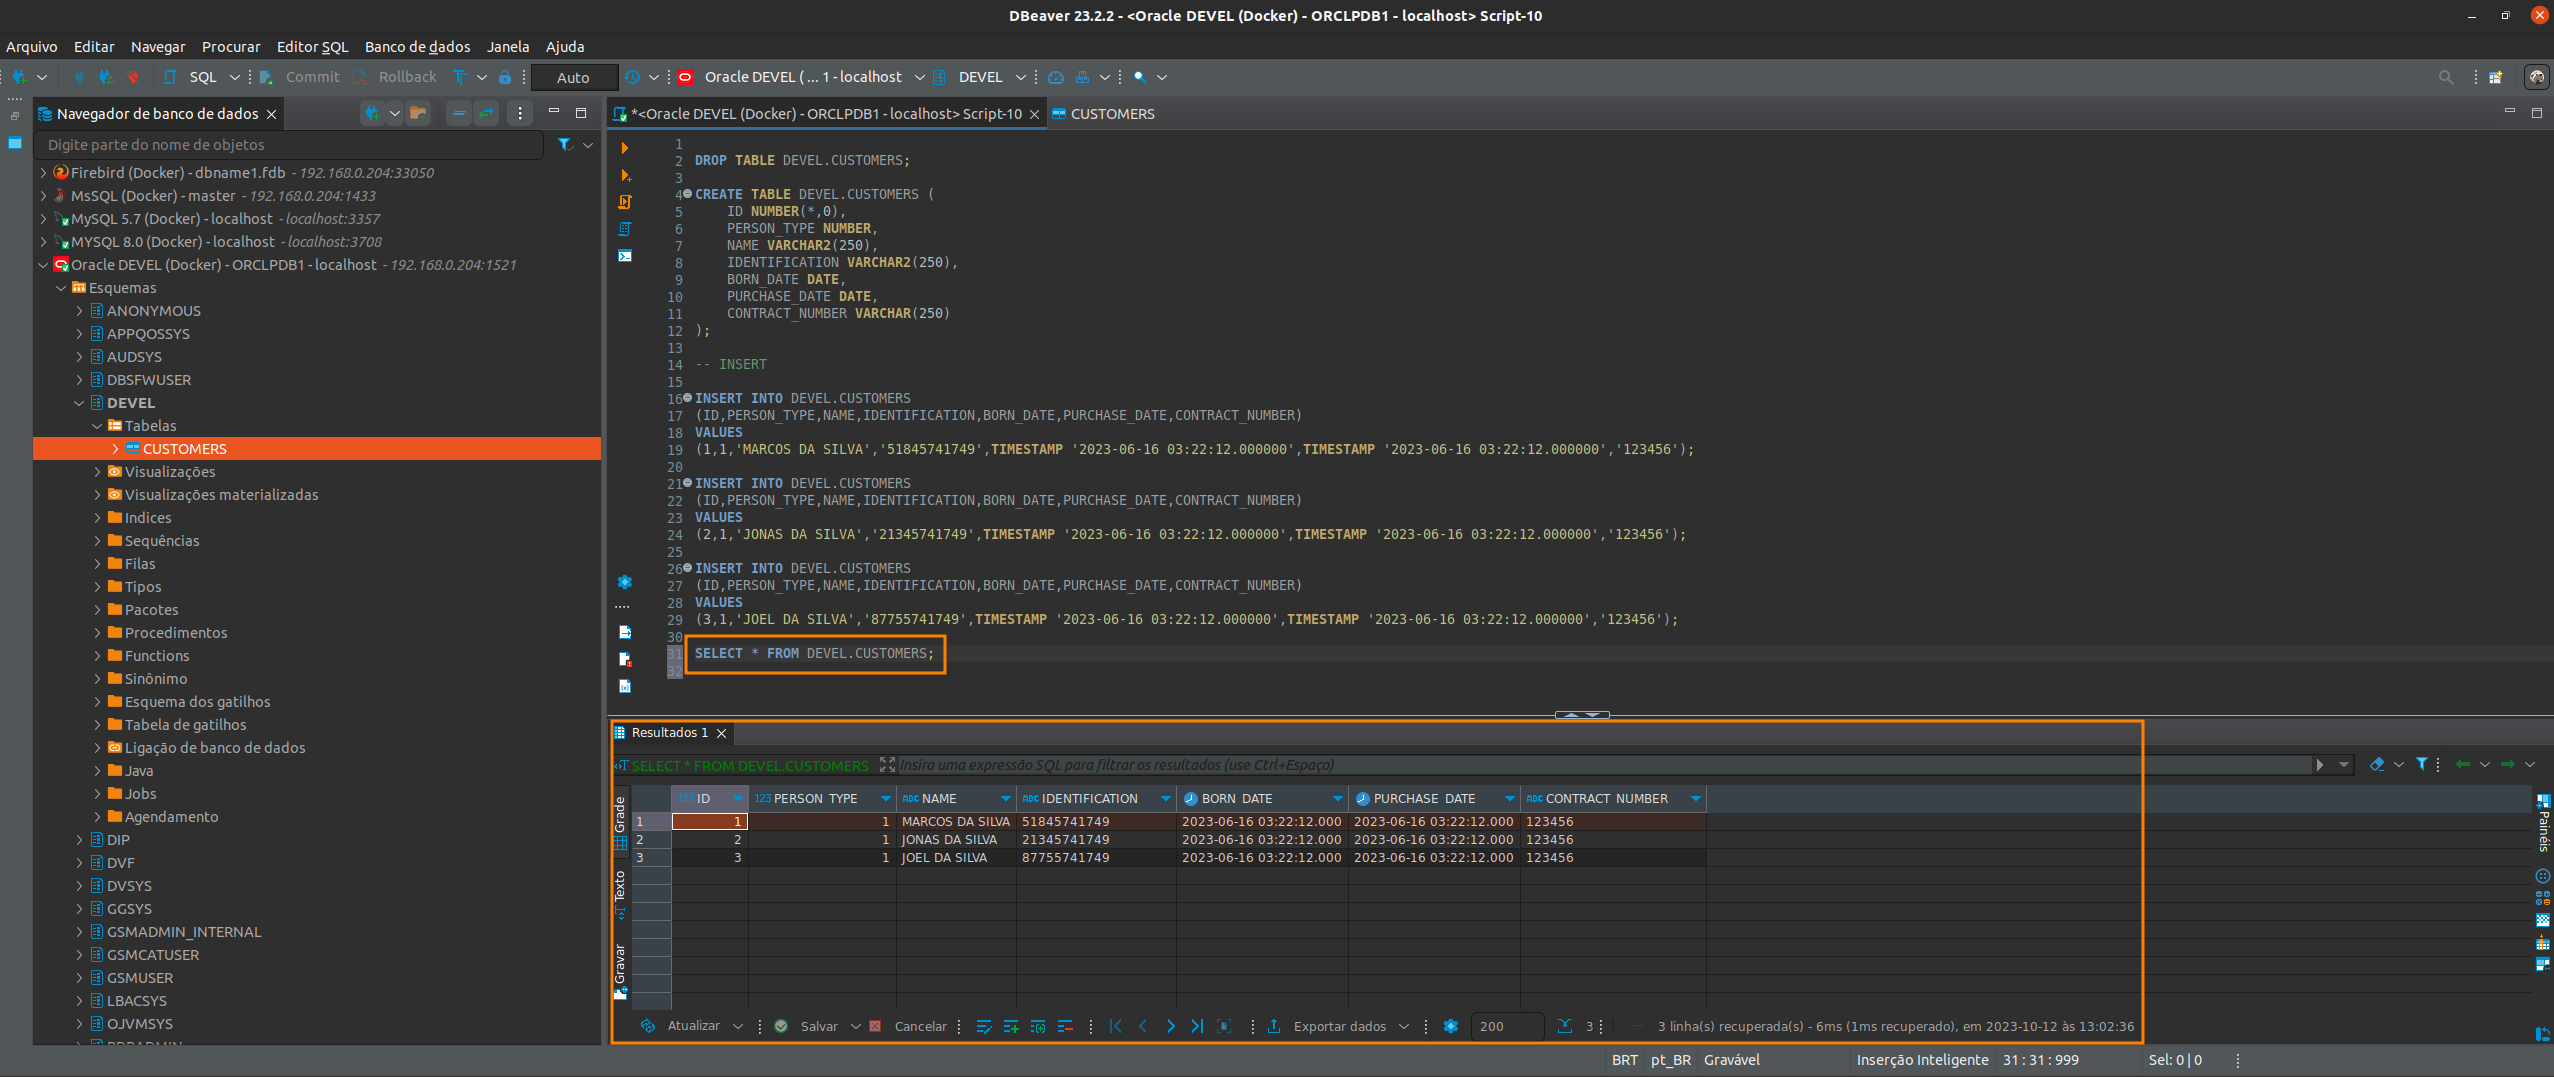 DBeaver 23.2.2 - <Oracle DEVEL (Docker) - ORCLPDB1 - localhost> Script-10
Arquivo Editar Navegar Procurar Editor SQL Banco de dados Janela Ajuda
SQL Commit Rollback Auto Oracle DEVEL ( ... 1 - localhost DEVEL
Navegador de banco de dados
Digite parte do nome de objetos
Firebird (Docker) - dbname1.fdb - 192.168.0.204:33050
MsSQL (Docker) - master - 192.168.0.204:1433
MySQL 5.7 (Docker) - localhost - localhost:3357
MYSQL 8.0 (Docker) - localhost - localhost:3708
Oracle DEVEL (Docker) - ORCLPDB1 - localhost - 192.168.0.204:1521
Esquemas
ANONYMOUS
APPQOSSYS
AUDSYS
DBSFWUSER
DEVEL
Tabelas
CUSTOMERS
Visualizações
Visualizações materializadas
Indices
Sequências
Filas
Tipos
Pacotes
Procedimentos
Functions
Sinônimo
Esquema dos gatilhos
Tabela de gatilhos
Ligação de banco de dados
Java
Jobs
Agendamento
DIP
DVF
DVSYS
GGSYS
GSMADMIN_INTERNAL
GSMCATUSER
GSMUSER
LBACSYS
OJVMSYS
PDBADMIN
*<Oracle DEVEL (Docker) - ORCLPDB1 - localhost> Script-10 CUSTOMERS
1
2 DROP TABLE DEVEL.CUSTOMERS;
3
4 CREATE TABLE DEVEL.CUSTOMERS (
5 ID NUMBER(*,0),
6 PERSON_TYPE NUMBER,
7 NAME VARCHAR2(250),
8 IDENTIFICATION VARCHAR2(250),
9 BORN_DATE DATE,
10 PURCHASE_DATE DATE,
11 CONTRACT_NUMBER VARCHAR(250)
12 );
13
14 -- INSERT
15
16 INSERT INTO DEVEL.CUSTOMERS
17 (ID,PERSON_TYPE,NAME,IDENTIFICATION,BORN_DATE,PURCHASE_DATE,CONTRACT_NUMBER)
18 VALUES
19 (1,1,'MARCOS DA SILVA','51845741749',TIMESTAMP '2023-06-16 03:22:12.000000',TIMESTAMP '2023-06-16 03:22:12.000000','123456');
20
21 INSERT INTO DEVEL.CUSTOMERS
22 (ID,PERSON_TYPE,NAME,IDENTIFICATION,BORN_DATE,PURCHASE_DATE,CONTRACT_NUMBER)
23 VALUES
24 (2,1,'JONAS DA SILVA','21345741749',TIMESTAMP '2023-06-16 03:22:12.000000',TIMESTAMP '2023-06-16 03:22:12.000000','123456');
25
26 INSERT INTO DEVEL.CUSTOMERS
27 (ID,PERSON_TYPE,NAME,IDENTIFICATION,BORN_DATE,PURCHASE_DATE,CONTRACT_NUMBER)
28 VALUES
29 (3,1,'JOEL DA SILVA','87755741749',TIMESTAMP '2023-06-16 03:22:12.000000',TIMESTAMP '2023-06-16 03:22:12.000000','123456');
30
31 SELECT * FROM DEVEL.CUSTOMERS;
32
Resultados 1
SELECT * FROM DEVEL.CUSTOMERS Insira uma expressão SQL para filtrar os resultados (use Ctrl+Espaço)
123 ID 123 PERSON_TYPE ABC NAME ABC IDENTIFICATION BORN_DATE PURCHASE_DATE ABC CONTRACT_NUMBER
1 1 1 MARCOS DA SILVA 51845741749 2023-06-16 03:22:12.000 2023-06-16 03:22:12.000 123456
2 2 1 JONAS DA SILVA 21345741749 2023-06-16 03:22:12.000 2023-06-16 03:22:12.000 123456
3 3 1 JOEL DA SILVA 87755741749 2023-06-16 03:22:12.000 2023-06-16 03:22:12.000 123456
Grade
Texto
Gravar
Painéis
Atualizar Salvar Cancelar Exportar dados 200 3 3 linha(s) recuperada(s) - 6ms (1ms recuperado), em 2023-10-12 às 13:02:36
BRT pt_BR Gravável Inserção Inteligente 31 : 31 : 999 Sel: 0 | 0